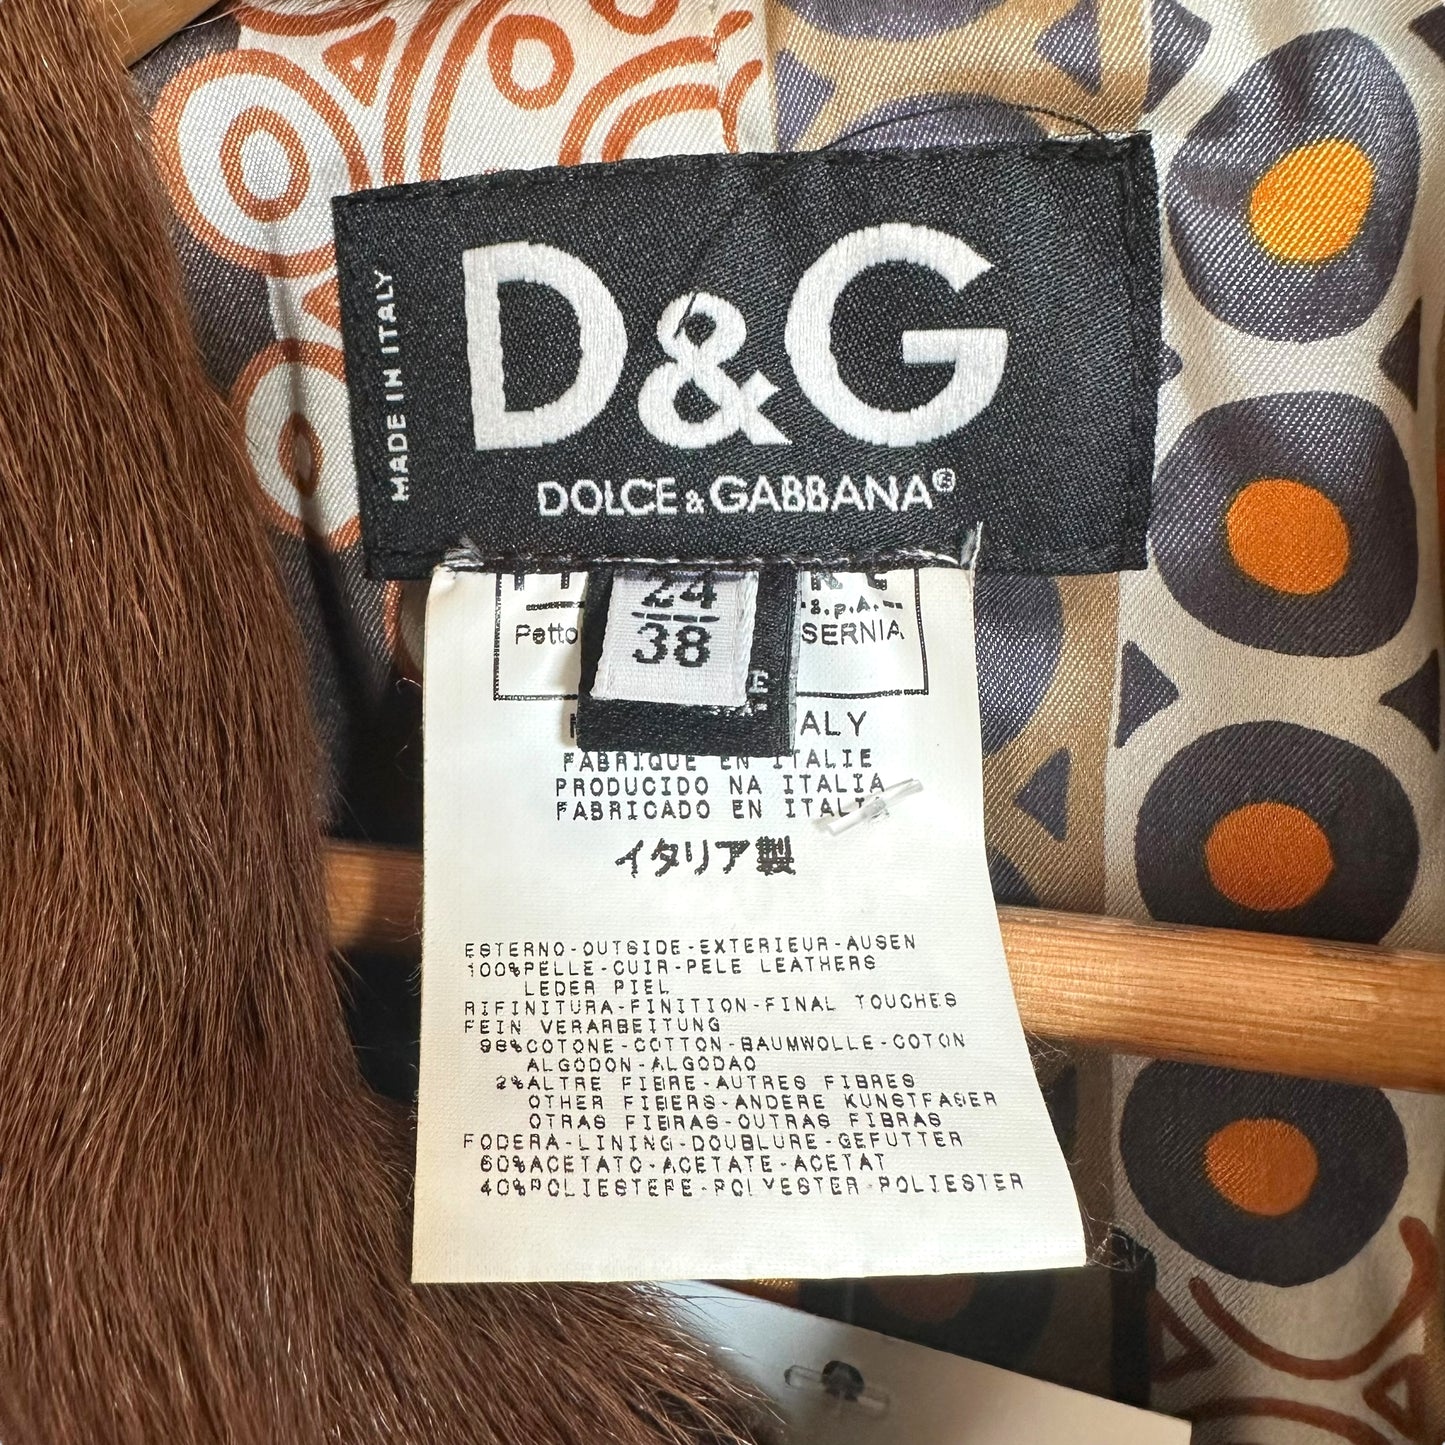 MADE IN ITALY
D&G
DOLCE & GABBANA®
24
38
S.p.A.
Petto
ALY
FABRIQUE EN ITALIE
PRODUCIDO NA ITALIA
FABRICADO EN ITALIA
イタリア製
ESTERNO-OUTSIDE-EXTERIEUR-AUSEN
100%PELLE-CUIR-PELE LEATHERS
LEDER PIEL
RIFINITURA-FINITION-FINAL TOUCHES
FEIN VERARBEITUNG
98%COTONE-COTTON-BAUMWOLLE-COTON
ALGODON-ALGODAO
2%ALTRE FIBRE-AUTRES FIBRES
OTHER FIBERS-ANDERE KUNSTFASER
OTRAS FIBRAS-OUTRAS FIBRAS
FODERA-LINING-DOUBLURE-GEFUTTER
60%ACETATO-ACETATE-ACETAT
40%POLIESTERE-POLYESTER-POLIESTER